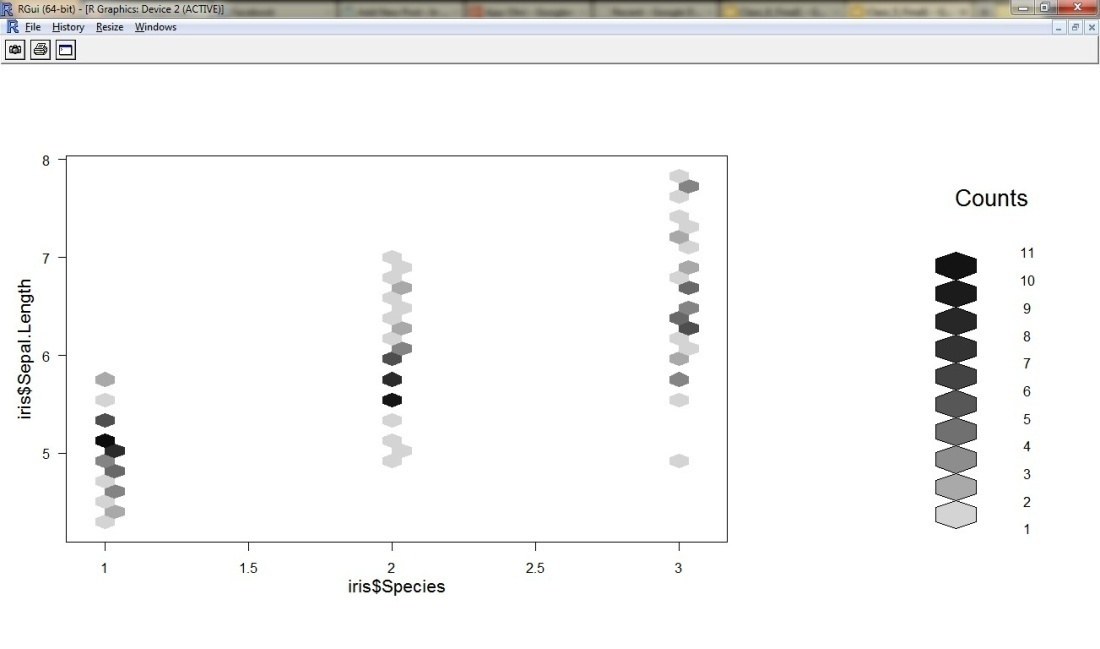 RGui (64-bit) - [R Graphics: Device 2 (ACTIVE)]
File History Resize Windows
Counts
11
10
9
8
7
6
5
4
3
2
1
8
7
6
5
iris$Sepal.Length
1 1.5 2 2.5 3
iris$Species